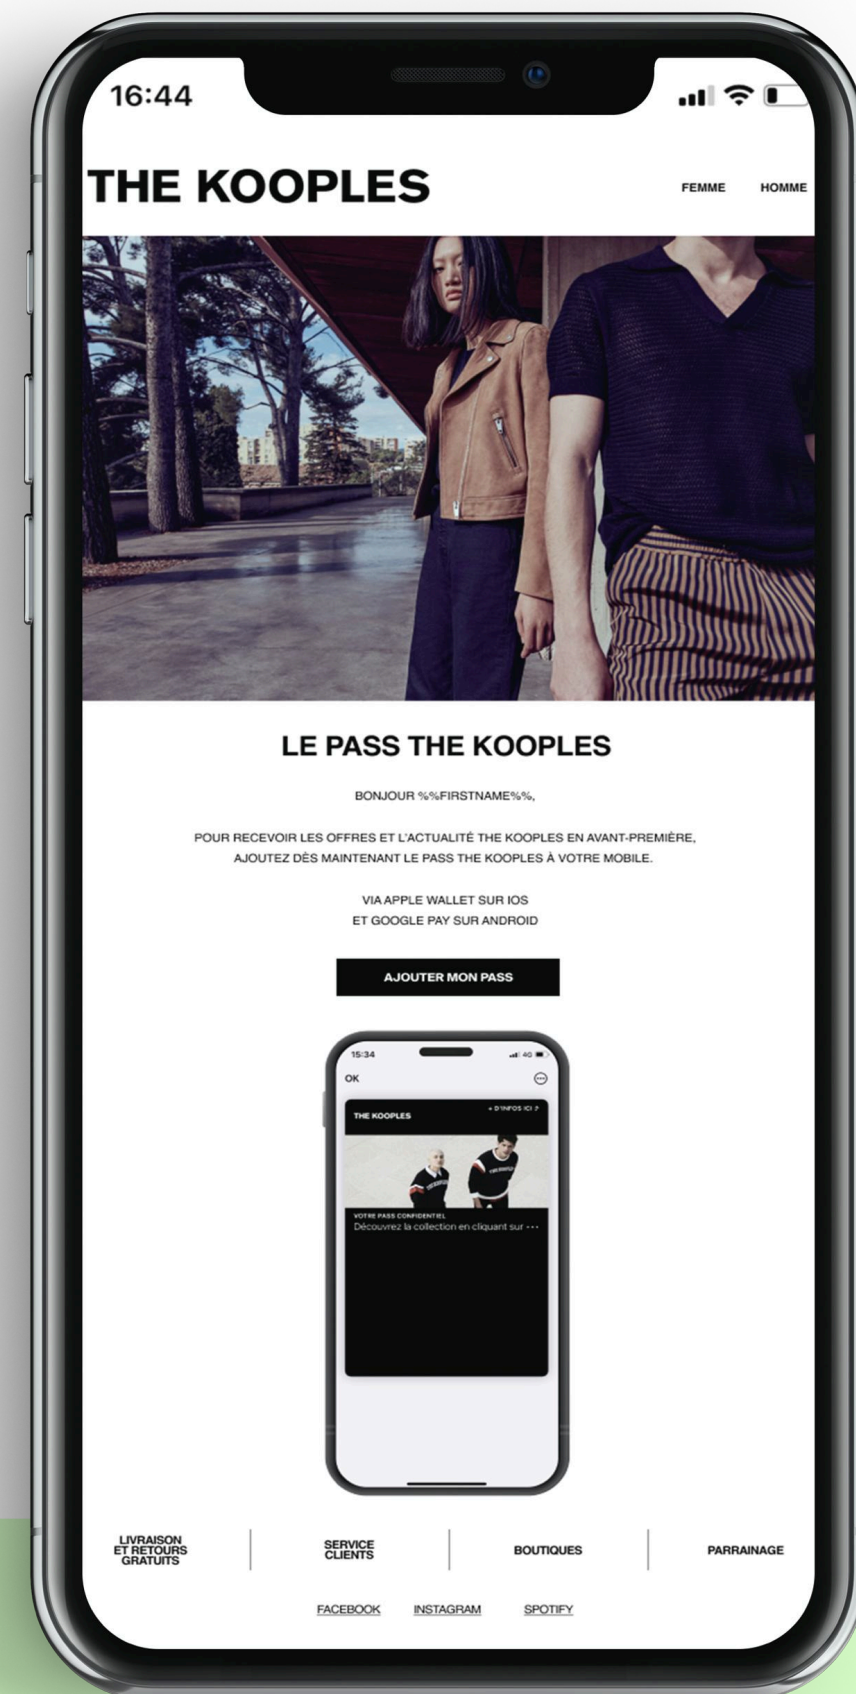 16:44
THE KOOPLES
FEMME HOMME
LE PASS THE KOOPLES
BONJOUR %%FIRSTNAME%%,
POUR RECEVOIR LES OFFRES ET L'ACTUALITÉ THE KOOPLES EN AVANT-PREMIÈRE,
AJOUTEZ DÈS MAINTENANT LE PASS THE KOOPLES À VOTRE MOBILE.
VIA APPLE WALLET SUR IOS
ET GOOGLE PAY SUR ANDROID
AJOUTER MON PASS
15:34 4G
OK
THE KOOPLES + D'INFOS ICI
VOTRE PASS CONFIDENTIEL
Découvrez la collection en cliquant sur ···
LIVRAISON
ET RETOURS
GRATUITS
SERVICE
CLIENTS
BOUTIQUES
PARRAINAGE
FACEBOOK INSTAGRAM SPOTIFY